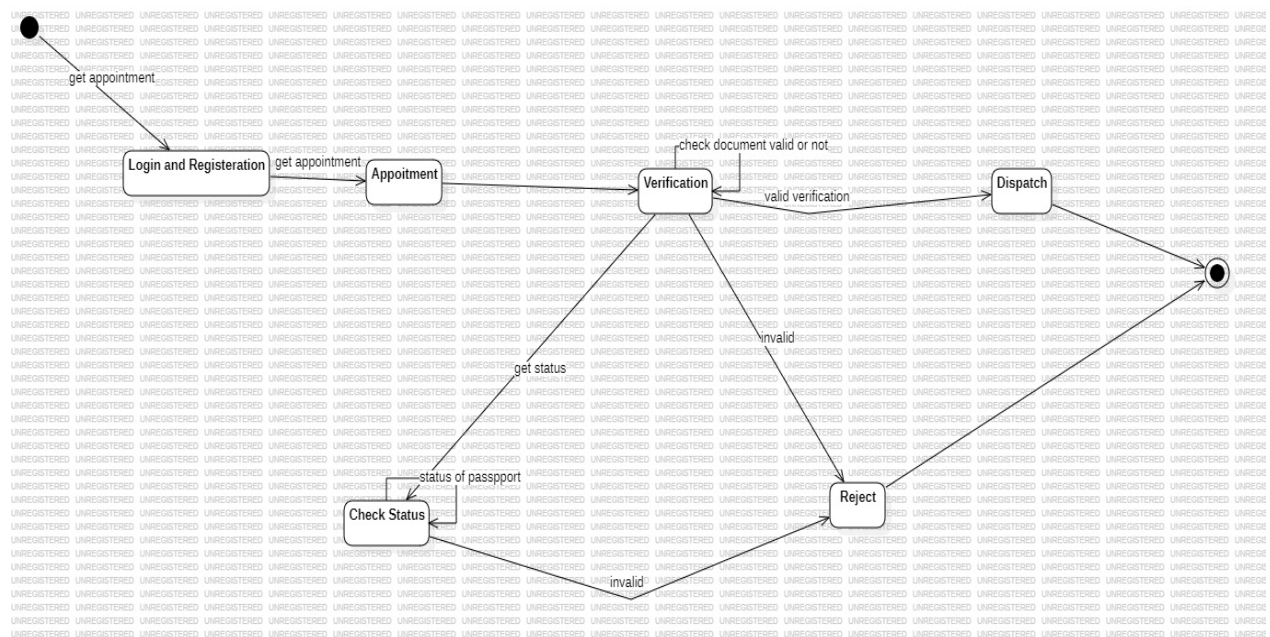 get appointment
Login and Registeration
get appointment
Appoitment
check document valid or not
Verification
valid verification
Dispatch
invalid
get status
status of passpport
Check Status
Reject
invalid
UNREGISTERED